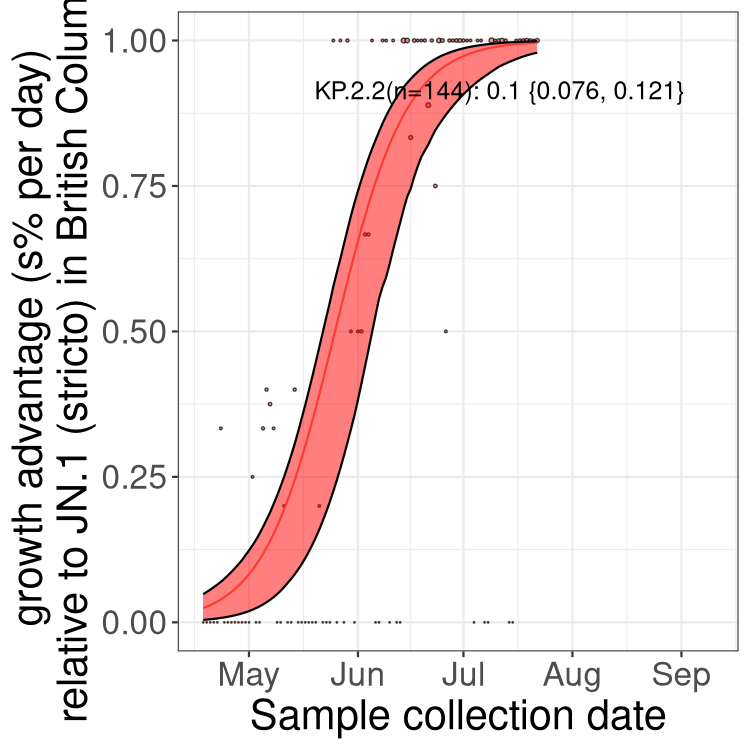 growth advantage (s% per day)
relative to JN.1 (stricto) in British Colum
1.00
0.75
0.50
0.25
0.00
KP.2.2(n=144): 0.1 {0.076, 0.121}
May Jun Jul Aug Sep
Sample collection date